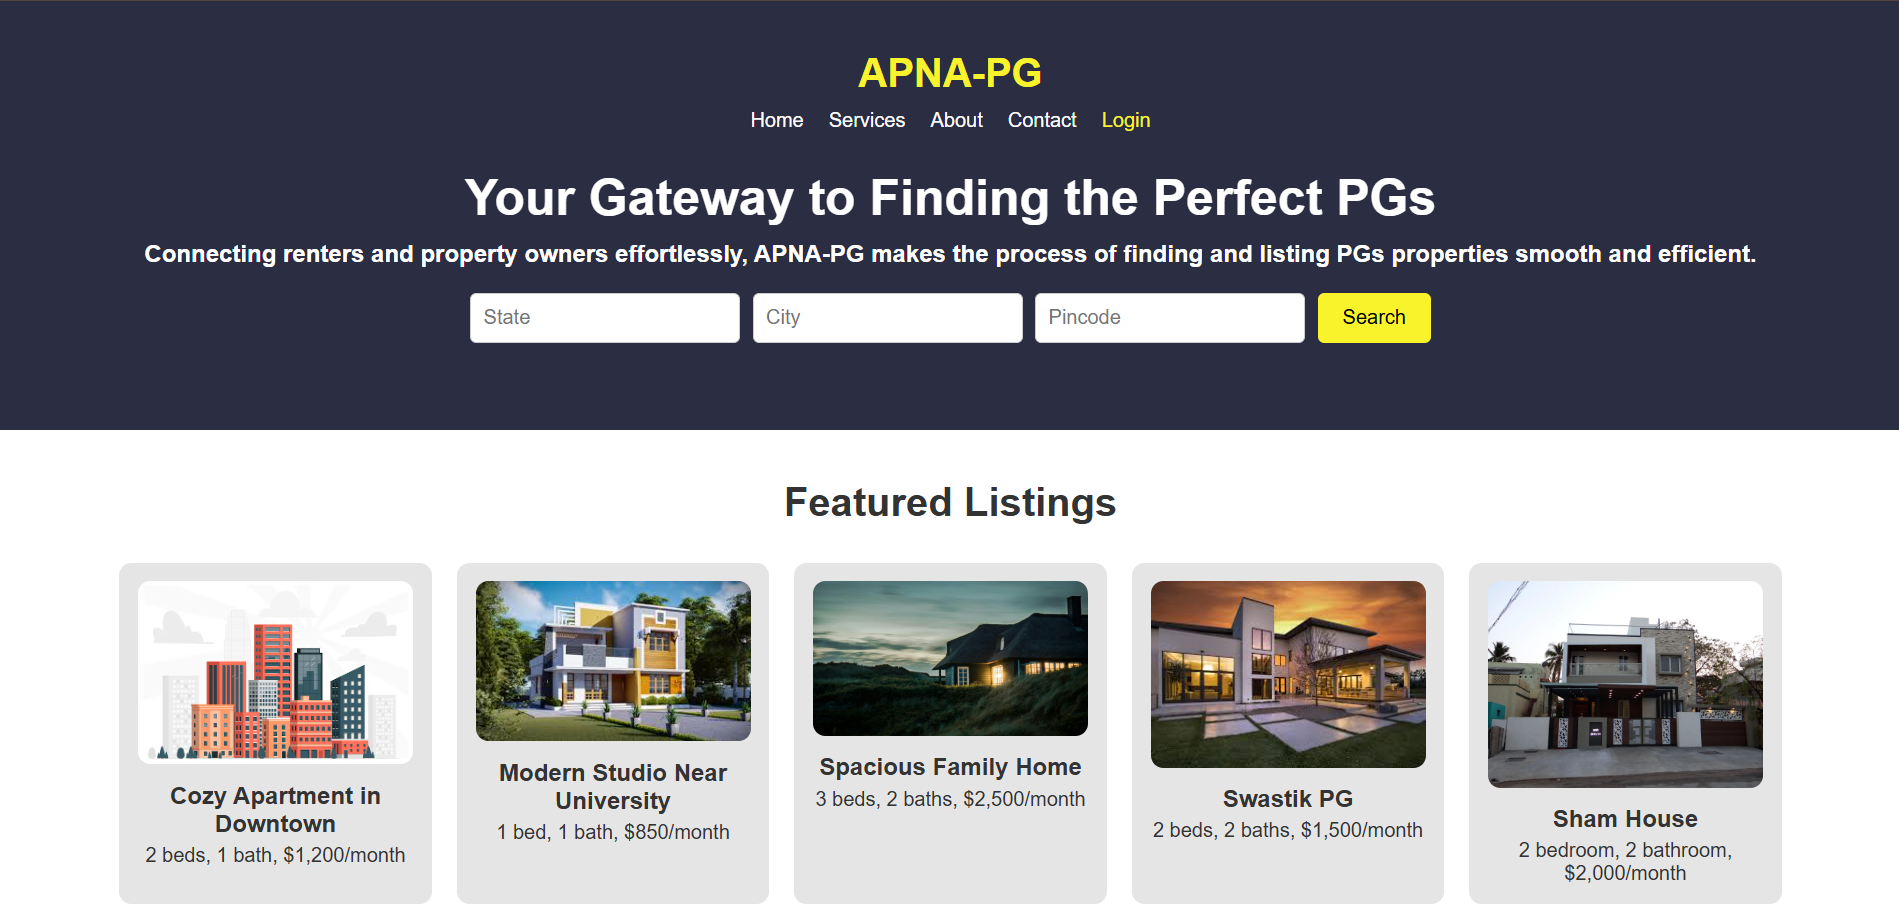 APNA-PG
Home Services About Contact Login
Your Gateway to Finding the Perfect PGs
Connecting renters and property owners effortlessly, APNA-PG makes the process of finding and listing PGs properties smooth and efficient.
State City Pincode Search
Featured Listings
Cozy Apartment in
Downtown
2 beds, 1 bath, $1,200/month
Modern Studio Near
University
1 bed, 1 bath, $850/month
Spacious Family Home
3 beds, 2 baths, $2,500/month
Swastik PG
2 beds, 2 baths, $1,500/month
Sham House
2 bedroom, 2 bathroom,
$2,000/month